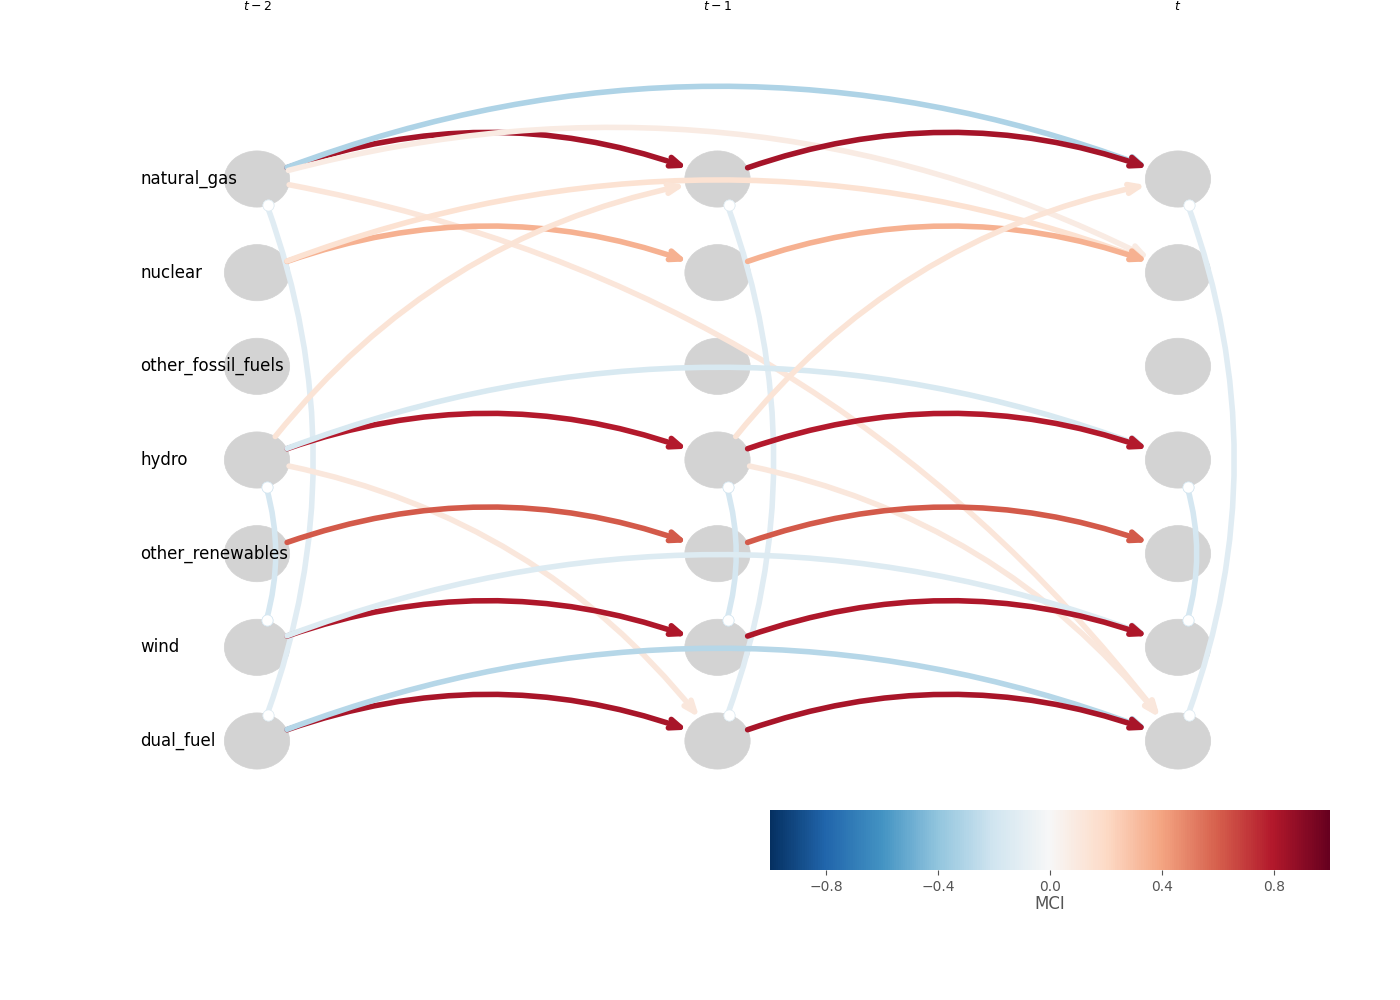 t − 2 t − 1 t
natural_gas
nuclear
other_fossil_fuels
hydro
other_renewables
wind
dual_fuel
−0.8 −0.4 0.0 0.4 0.8
MCI